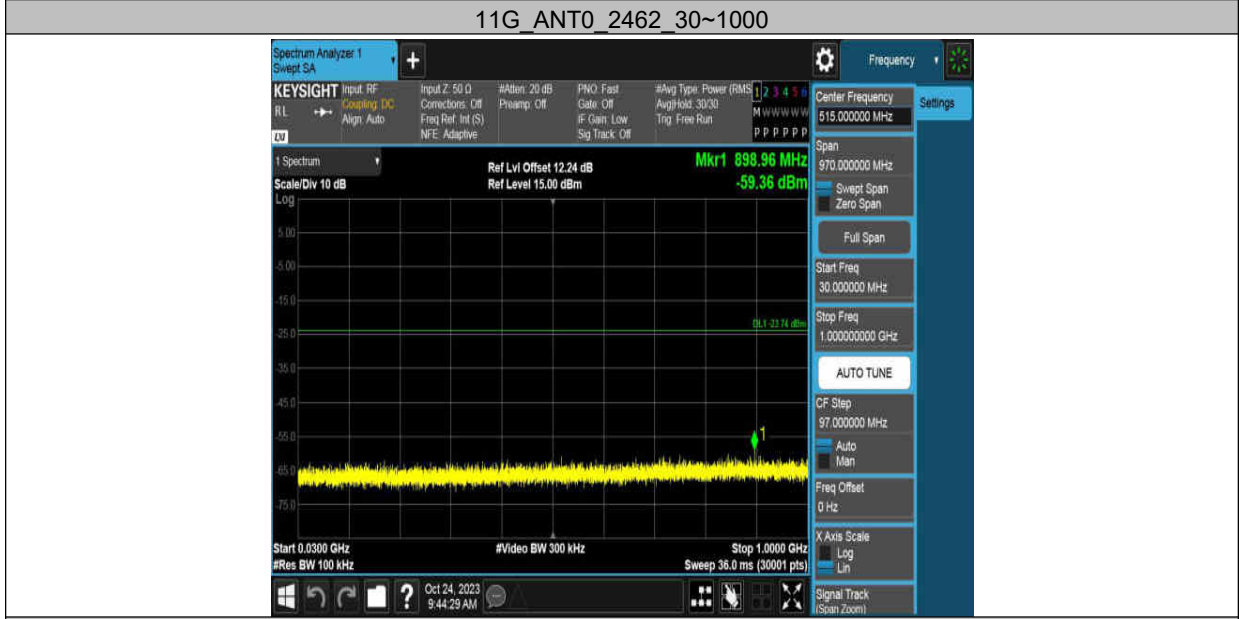 11G_ANT0_2462_30~1000
Spectrum Analyzer 1
Swept SA
+
Frequency
KEYSIGHT
RL
LXI
Input: RF
Coupling: DC
Align: Auto
Input Z: 50 Ω
Corrections: Off
Freq Ref: Int (S)
NFE: Adaptive
#Atten: 20 dB
Preamp: Off
PNO: Fast
Gate: Off
IF Gain: Low
Sig Track: Off
#Avg Type: Power (RMS
Avg|Hold: 30/30
Trig: Free Run
1 2 3 4 5 6
M W W W W W
P P P P P P
Center Frequency
515.000000 MHz
Settings
1 Spectrum
Scale/Div 10 dB
Log
Ref Lvl Offset 12.24 dB
Ref Level 15.00 dBm
Mkr1 898.96 MHz
-59.36 dBm
Span
970.000000 MHz
Swept Span
Zero Span
Full Span
Start Freq
30.000000 MHz
Stop Freq
1.000000000 GHz
AUTO TUNE
CF Step
97.000000 MHz
Auto
Man
Freq Offset
0 Hz
X Axis Scale
Log
Lin
Signal Track
(Span Zoom)
5.00
-5.00
-15.0
-25.0
-35.0
-45.0
-55.0
-65.0
-75.0
DL1 -23.74 dBm
1
Start 0.0300 GHz
#Res BW 100 kHz
#Video BW 300 kHz
Stop 1.0000 GHz
Sweep 36.0 ms (30001 pts)
?
Oct 24, 2023
9:44:29 AM